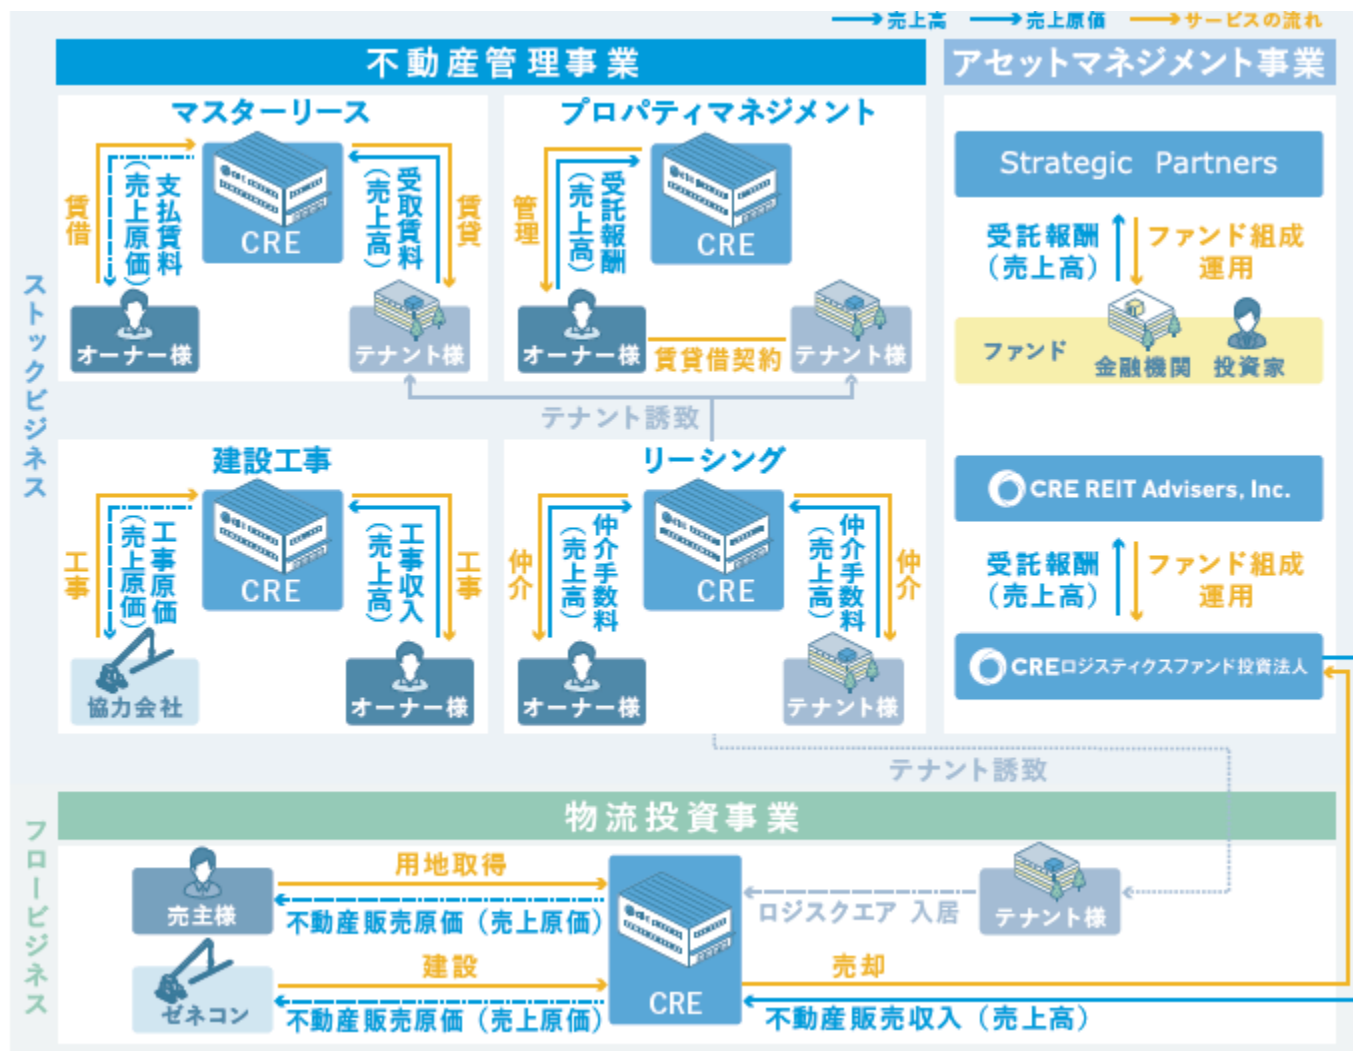 売上高 売上原価 サービスの流れ
不動産管理事業
アセットマネジメント事業
ストックビジネス
マスターリース
賃借
支払賃料
（売上原価）
CRE
受取賃料
（売上高）
賃貸
オーナー様
テナント様
プロパティマネジメント
管理
受託報酬
（売上高）
CRE
オーナー様
賃貸借契約
テナント様
テナント誘致
建設工事
工事
工事原価
（売上原価）
CRE
工事収入
（売上高）
工事
協力会社
オーナー様
リーシング
仲介
仲介手数料
（売上高）
CRE
仲介手数料
（売上高）
仲介
オーナー様
テナント様
Strategic Partners
受託報酬
（売上高）
ファンド組成
運用
ファンド
金融機関
投資家
CRE REIT Advisers, Inc.
受託報酬
（売上高）
ファンド組成
運用
CREロジスティクスファンド投資法人
テナント誘致
フロービジネス
物流投資事業
売主様
用地取得
不動産販売原価（売上原価）
ゼネコン
建設
不動産販売原価（売上原価）
CRE
ロジスクエア 入居
テナント様
売却
不動産販売収入（売上高）